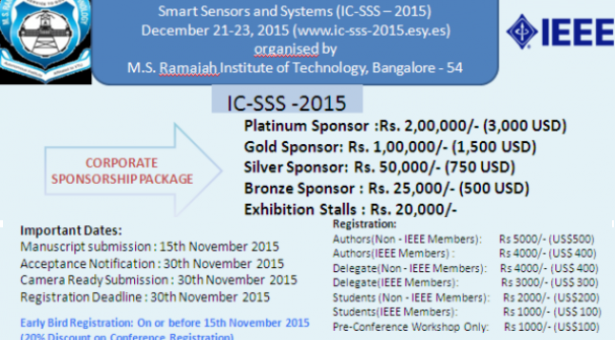 Smart Sensors and Systems (IC-SSS – 2015)
December 21-23, 2015 (www.ic-sss-2015.esy.es)
organised by
M.S. Ramaiah Institute of Technology, Bangalore - 54
IEEE
IC-SSS -2015
CORPORATE
SPONSORSHIP PACKAGE
Platinum Sponsor :Rs. 2,00,000/- (3,000 USD)
Gold Sponsor: Rs. 1,00,000/- (1,500 USD)
Silver Sponsor: Rs. 50,000/- (750 USD)
Bronze Sponsor : Rs. 25,000/- (500 USD)
Exhibition Stalls : Rs. 20,000/-
Important Dates:
Manuscript submission : 15th November 2015
Acceptance Notification : 30th November 2015
Camera Ready Submission : 30th November 2015
Registration Deadline : 30th November 2015
Early Bird Registration: On or before 15th November 2015
(20% Discount on Conference Registration)
Registration:
Authors(Non - IEEE Members): Rs 5000/- (US$500)
Authors(IEEE Members) : Rs 4000/- (US$ 400)
Delegate(Non - IEEE Members): Rs 4000/- (US$ 400)
Delegate(IEEE Members): Rs 3000/- (US$ 300)
Students (Non - IEEE Members): Rs 2000/- (US$200)
Students(IEEE Members): Rs 1000/- (US$ 100)
Pre-Conference Workshop Only: Rs 1000/- (US$100)